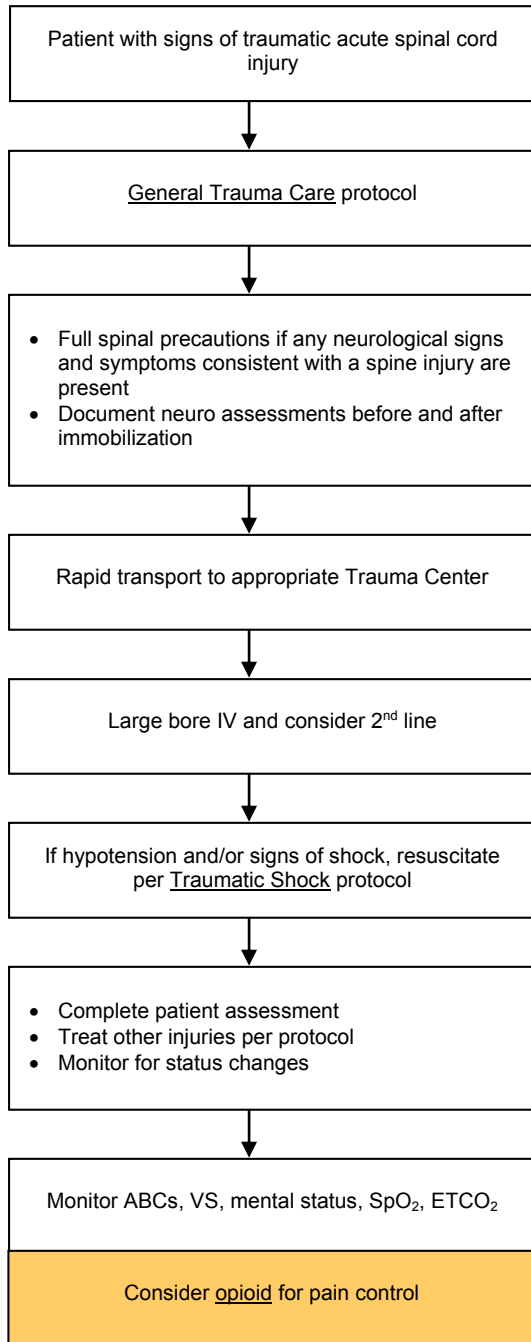 Patient with signs of traumatic acute spinal cord
injury
General Trauma Care protocol
• Full spinal precautions if any neurological signs
and symptoms consistent with a spine injury are
present
• Document neuro assessments before and after
immobilization
Rapid transport to appropriate Trauma Center
Large bore IV and consider 2nd line
If hypotension and/or signs of shock, resuscitate
per Traumatic Shock protocol
• Complete patient assessment
• Treat other injuries per protocol
• Monitor for status changes
Monitor ABCs, VS, mental status, SpO₂, ETCO₂
Consider opioid for pain control